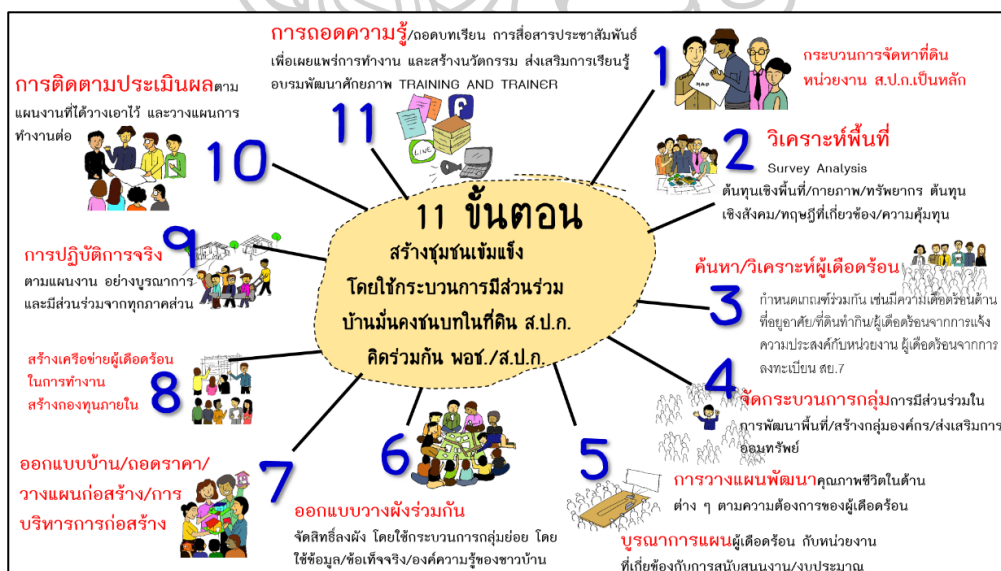 11 ขั้นตอน
สร้างชุมชนเข้มแข็ง
โดยใช้กระบวนการมีส่วนร่วม
บ้านมั่นคงชนบทในที่ดิน ส.ป.ก.
คิดร่วมกัน พอช./ส.ป.ก.
1
กระบวนการจัดหาที่ดิน
หน่วยงาน ส.ป.ก.เป็นหลัก
MAP
2
วิเคราะห์พื้นที่
Survey Analysis
ต้นทุนเชิงพื้นที่/กายภาพ/ทรัพยากร ต้นทุน
เชิงสังคม/ทฤษฎีที่เกี่ยวข้อง/ความคุ้มทุน
3
ค้นหา/วิเคราะห์ผู้เดือดร้อน
กำหนดเกณฑ์ร่วมกัน เช่นมีความเดือดร้อนด้าน
ที่อยู่อาศัย/ที่ดินทำกิน/ผู้เดือดร้อนจากการแจ้ง
ความประสงค์กับหน่วยงาน ผู้เดือดร้อนจากการ
ลงทะเบียน สย.7
4
จัดกระบวนการกลุ่มการมีส่วนร่วมใน
การพัฒนาพื้นที่/สร้างกลุ่มองค์กร/ส่งเสริมการ
ออมทรัพย์
5
การวางแผนพัฒนาคุณภาพชีวิตในด้าน
ต่าง ๆ ตามความต้องการของผู้เดือดร้อน
บูรณาการแผนผู้เดือดร้อน กับหน่วยงาน
ที่เกี่ยข้องกับการสนับสนุนงาน/งบประมาณ
6
ออกแบบวางผังร่วมกัน
จัดสิทธิ์ลงผัง โดยใช้กระบวนการกลุ่มย่อย โดย
ใช้ข้อมูล/ข้อเท็จจริง/องค์ความรู้ของชาวบ้าน
7
ออกแบบบ้าน/ถอดราคา/
วางแผนก่อสร้าง/การ
บริหารการก่อสร้าง
8
สร้างเครือข่ายผู้เดือดร้อน
ในการทำงาน
สร้างกองทุนภายใน
9
การปฏิบัติการจริง
ตามแผนงาน อย่างบูรณาการ
และมีส่วนร่วมจากทุกภาคส่วน
10
การติดตามประเมินผลตาม
แผนงานที่ได้วางเอาไว้ และวางแผนการ
ทำงานต่อ
11
การถอดความรู้/ถอดบทเรียน การสื่อสารประชาสัมพันธ์
เพื่อเผยแพร่การทำงาน และสร้างนวัตกรรม ส่งเสริมการเรียนรู้
อบรมพัฒนาศักยภาพ TRAINING AND TRAINER
LINE